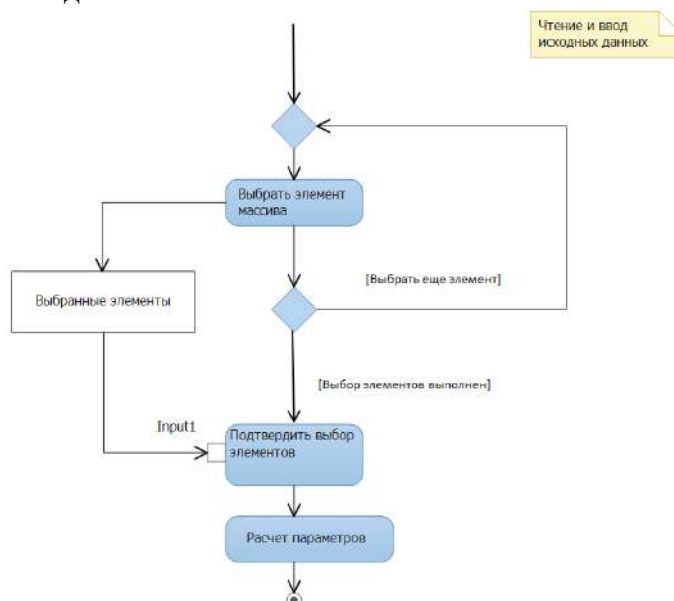 Чтение и ввод
исходных данных
Выбрать элемент
массива
[Выбрать еще элемент]
Выбранные элементы
[Выбор элементов выполнен]
Input1
Подтвердить выбор
элементов
Расчет параметров